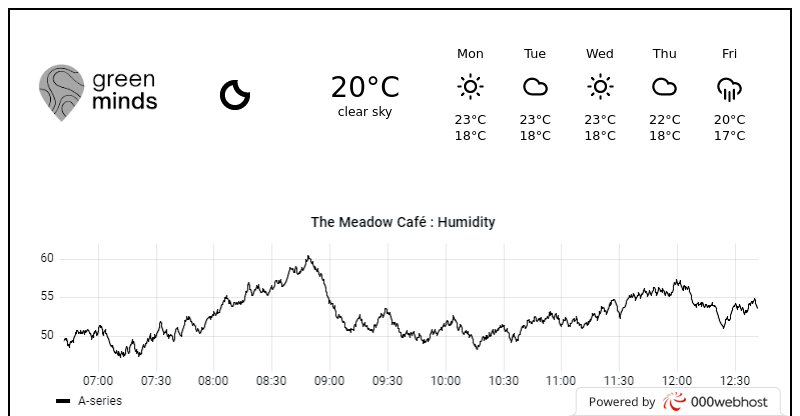 green
minds
20°C
clear sky
Mon Tue Wed Thu Fri
23°C 23°C 23°C 22°C 20°C
18°C 18°C 18°C 18°C 17°C
The Meadow Café : Humidity
60
55
50
07:00 07:30 08:00 08:30 09:00 09:30 10:00 10:30 11:00 11:30 12:00 12:30
A-series
Powered by 000webhost